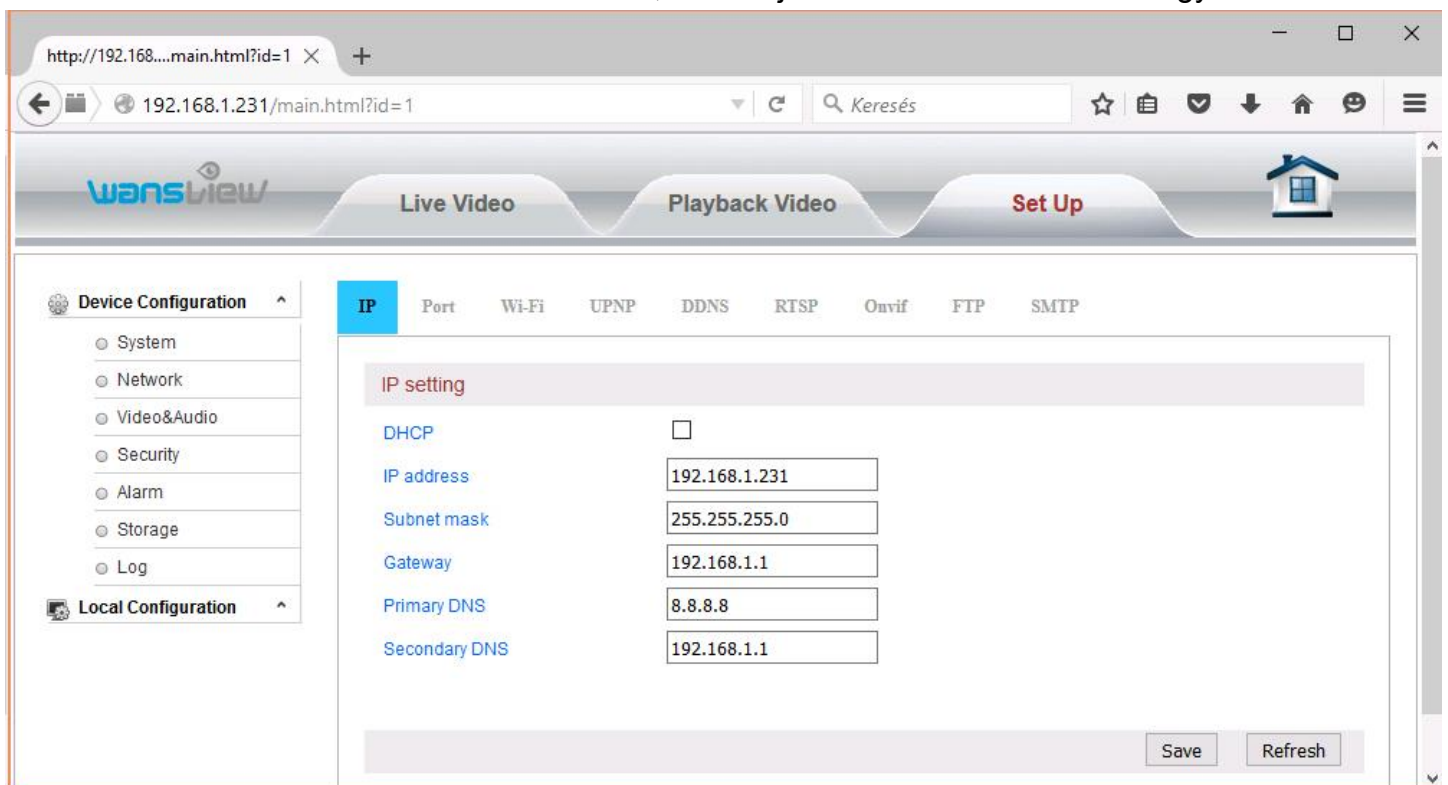 http://192.168....main.html?id=1
192.168.1.231/main.html?id=1
Keresés
wansview
Live Video
Playback Video
Set Up
Device Configuration
System
Network
Video&Audio
Security
Alarm
Storage
Log
Local Configuration
IP Port Wi-Fi UPNP DDNS RTSP Onvif FTP SMTP
IP setting
DHCP
IP address 192.168.1.231
Subnet mask 255.255.255.0
Gateway 192.168.1.1
Primary DNS 8.8.8.8
Secondary DNS 192.168.1.1
Save Refresh